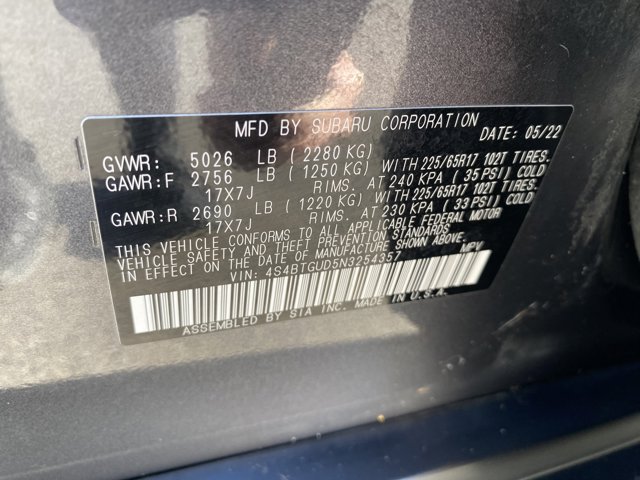 MFD BY SUBARU CORPORATION DATE: 05/22
GVWR: 5026 LB (2280 KG)
GAWR:F 2756 LB (1250 KG) WITH 225/65R17 102T TIRES.
17X7J RIMS. AT 240 KPA (35 PSI) COLD
GAWR:R 2690 LB (1220 KG) WITH 225/65R17 102T TIRES.
17X7J RIMS. AT 230 KPA (33 PSI) COLD
THIS VEHICLE CONFORMS TO ALL APPLICABLE FEDERAL MOTOR
VEHICLE SAFETY AND THEFT PREVENTION STANDARDS
IN EFFECT ON THE DATE OF MANUFACTURE SHOWN ABOVE.
VIN: 4S4BTGUD5N3254357 MPV
ASSEMBLED BY SIA INC. MADE IN U.S.A.